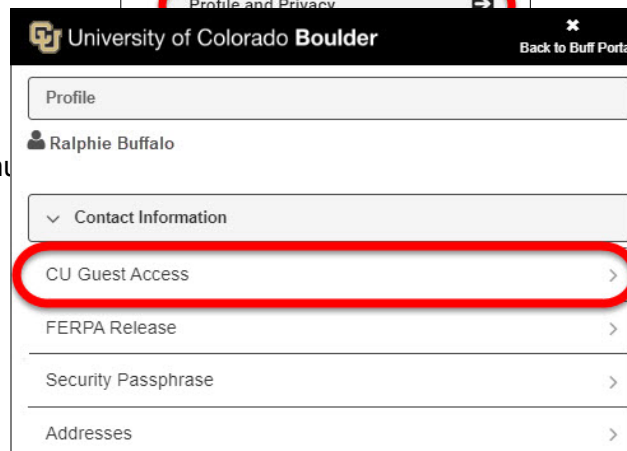 Profile and Privacy
University of Colorado Boulder
Back to Buff Porta
Profile
Ralphie Buffalo
Contact Information
CU Guest Access
FERPA Release
Security Passphrase
Addresses